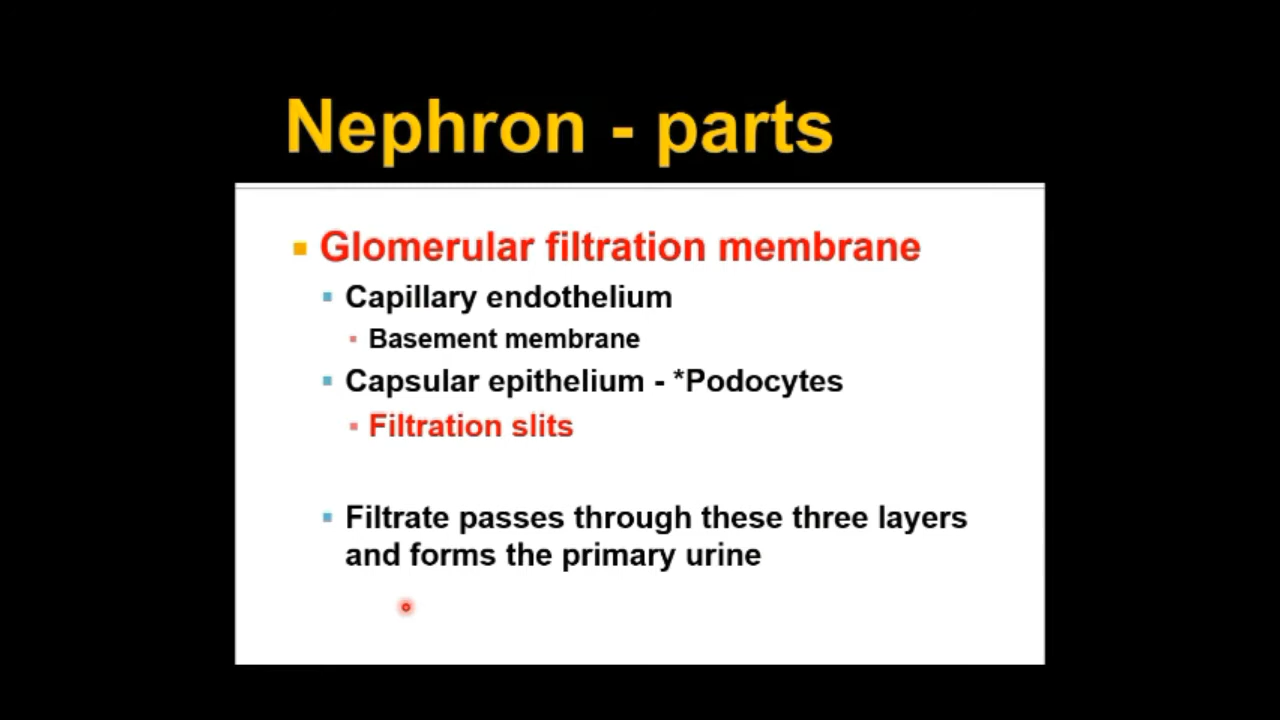 Nephron - parts
Glomerular filtration membrane
Capillary endothelium
Basement membrane
Capsular epithelium - *Podocytes
Filtration slits
Filtrate passes through these three layers
and forms the primary urine